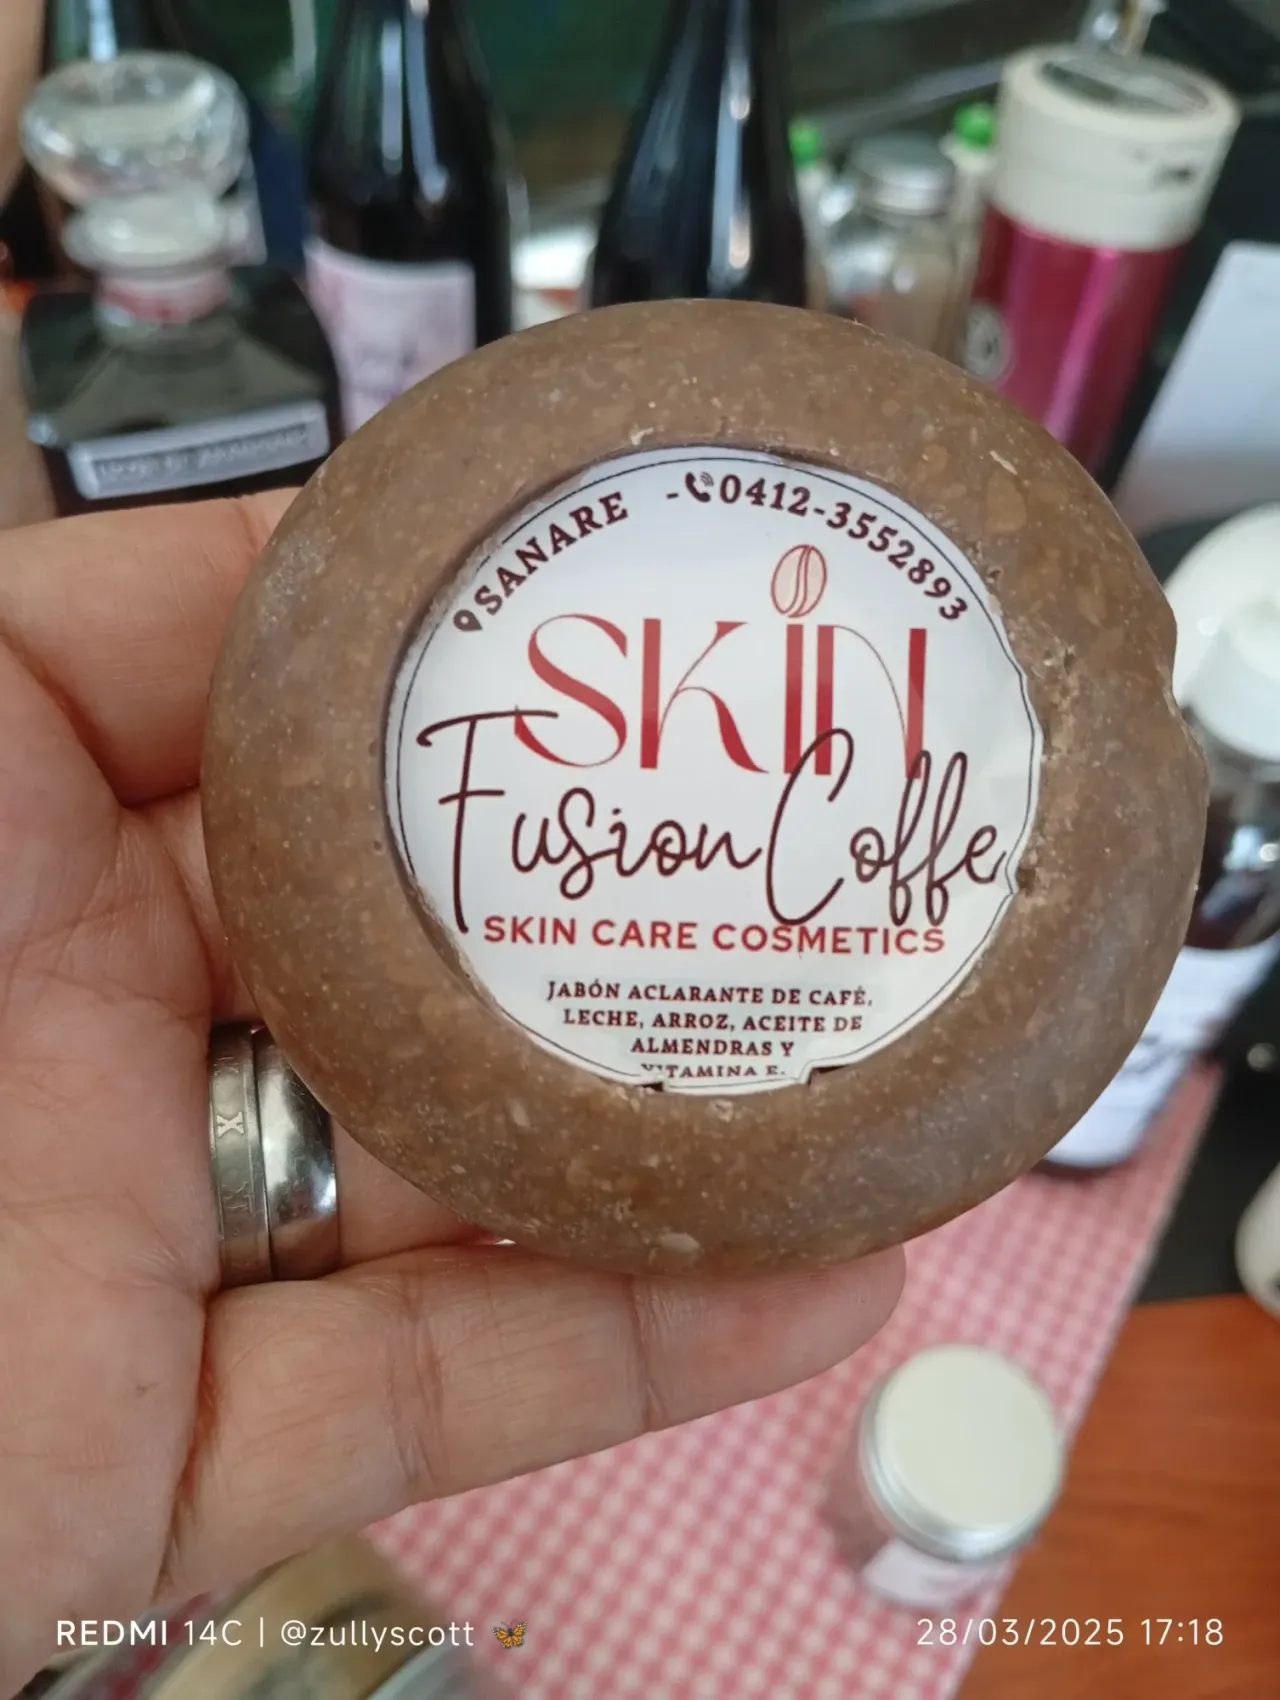 SANARE - 0412-3552893
SKIN
Fusion Coffe
SKIN CARE COSMETICS
JABÓN ACLARANTE DE CAFÉ,
LECHE, ARROZ, ACEITE DE
ALMENDRAS Y
VITAMINA E.
REDMI 14C | @zullyscott 🦋
28/03/2025 17:18